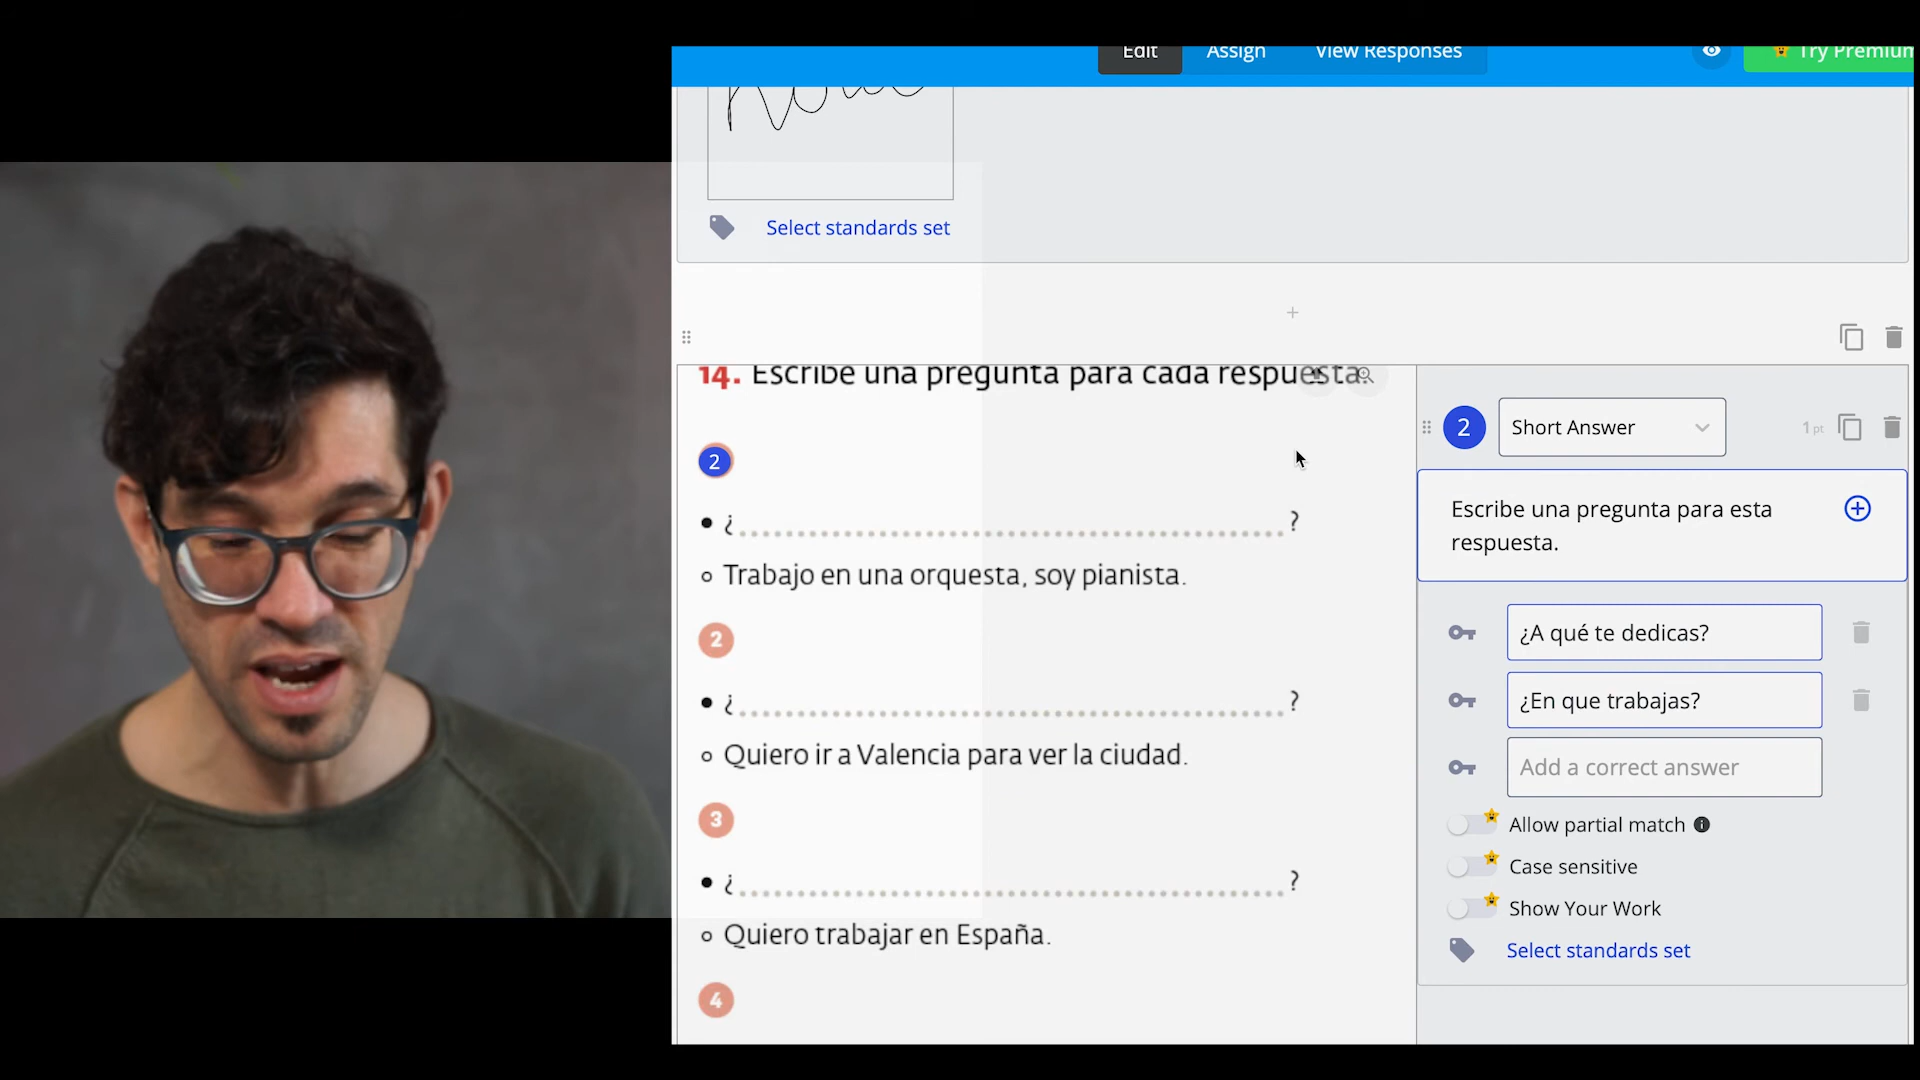 Edit Assign View Responses Try Premium
Select standards set
14. Escribe una pregunta para cada respuesta.
2 Short Answer 1 pt
2
Escribe una pregunta para esta
respuesta.
¿ ?
Trabajo en una orquesta, soy pianista.
¿A qué te dedicas?
2
¿En que trabajas?
¿ ?
Quiero ir a Valencia para ver la ciudad.
Add a correct answer
3
Allow partial match
Case sensitive
¿ ?
Show Your Work
Quiero trabajar en España.
Select standards set
4